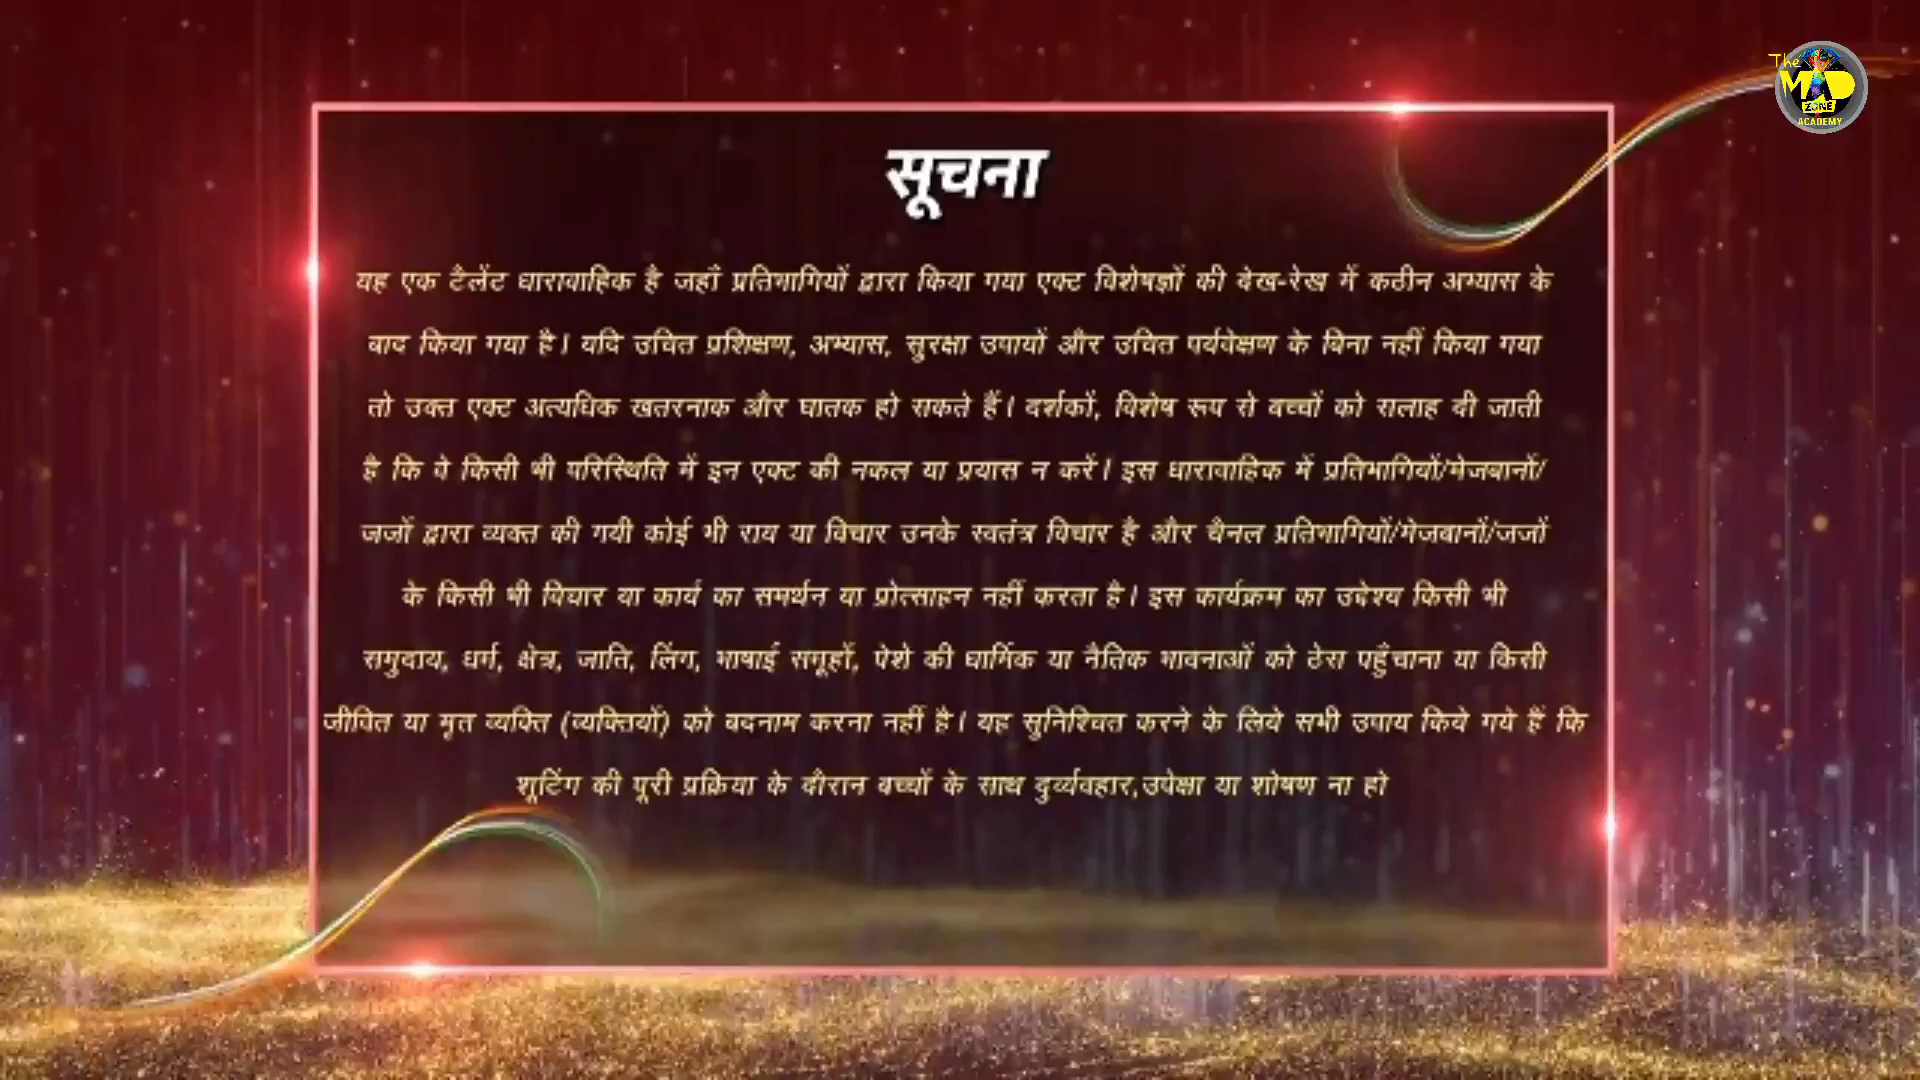 The
MAD
ZONE
ACADEMY
सूचना
यह एक टैलेंट धारावाहिक है जहाँ प्रतिभागियों द्वारा किया गया एक्ट विशेषज्ञों की देख-रेख में कठीन अभ्यास के
बाद किया गया है। यदि उचित प्रशिक्षण, अभ्यास, सुरक्षा उपायों और उचित पर्यवेक्षण के बिना नहीं किया गया
तो उक्त एक्ट अत्यधिक खतरनाक और घातक हो सकते हैं। दर्शकों, विशेष रूप से बच्चों को सलाह दी जाती
है कि वे किसी भी परिस्थिति में इन एक्ट की नकल या प्रयास न करें। इस धारावाहिक में प्रतिभागियों/मेजबानों/
जजों द्वारा व्यक्त की गयी कोई भी राय या विचार उनके स्वतंत्र विचार है और चैनल प्रतिभागियों/मेजबानों/जजों
के किसी भी विचार या कार्य का समर्थन या प्रोत्साहन नहीं करता है। इस कार्यक्रम का उद्देश्य किसी भी
समुदाय, धर्म, क्षेत्र, जाति, लिंग, भाषाई समूहों, पेशे की धार्मिक या नैतिक भावनाओं को ठेस पहुँचाना या किसी
जीवित या मृत व्यक्ति (व्यक्तियों) को बदनाम करना नहीं है। यह सुनिश्चित करने के लिये सभी उपाय किये गये हैं कि
शूटिंग की पूरी प्रक्रिया के दौरान बच्चों के साथ दुर्व्यवहार,उपेक्षा या शोषण ना हो